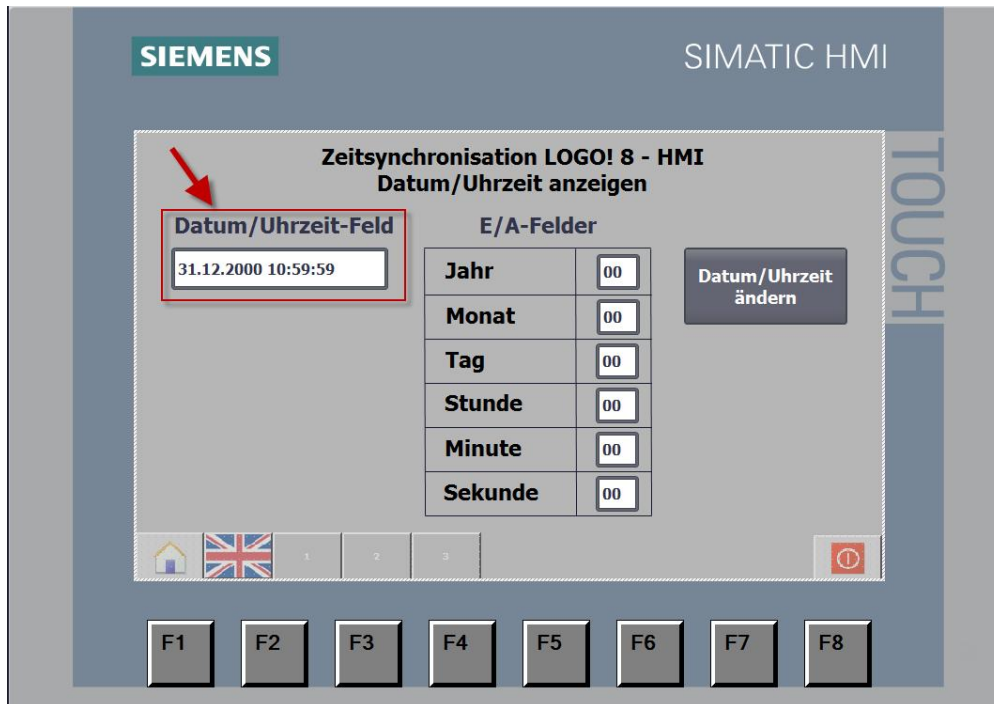 SIEMENS
SIMATIC HMI
TOUCH
Zeitsynchronisation LOGO! 8 - HMI
Datum/Uhrzeit anzeigen
Datum/Uhrzeit-Feld
31.12.2000 10:59:59
E/A-Felder
Jahr 00
Monat 00
Tag 00
Stunde 00
Minute 00
Sekunde 00
Datum/Uhrzeit
ändern
1 2 3
F1 F2 F3 F4 F5 F6 F7 F8